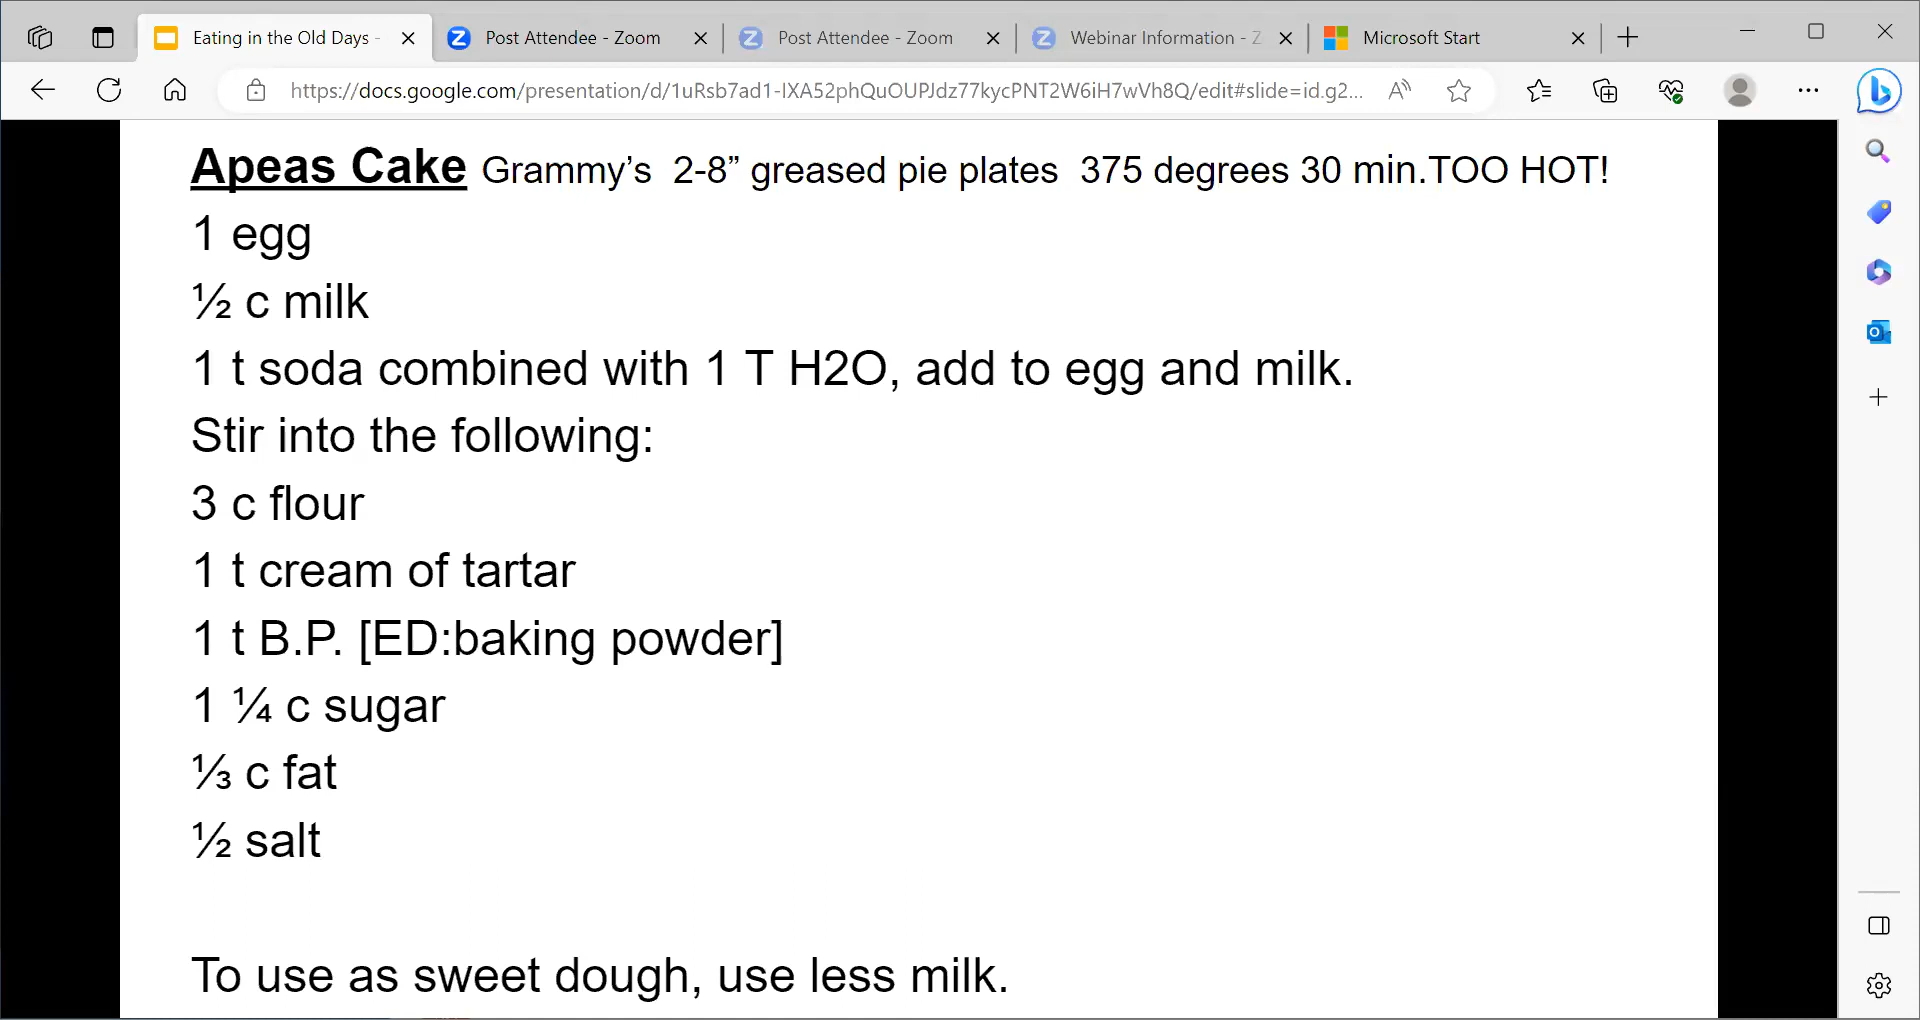 Eating in the Old Days -
Post Attendee - Zoom
Post Attendee - Zoom
Webinar Information - Z
Microsoft Start
https://docs.google.com/presentation/d/1uRsb7ad1-IXA52phQuOUPJdz77kycPNT2W6iH7wVh8Q/edit#slide=id.g2...
Apeas Cake Grammy’s 2-8” greased pie plates 375 degrees 30 min.TOO HOT!
1 egg
½ c milk
1 t soda combined with 1 T H2O, add to egg and milk.
Stir into the following:
3 c flour
1 t cream of tartar
1 t B.P. [ED:baking powder]
1 ¼ c sugar
⅓ c fat
½ salt
To use as sweet dough, use less milk.